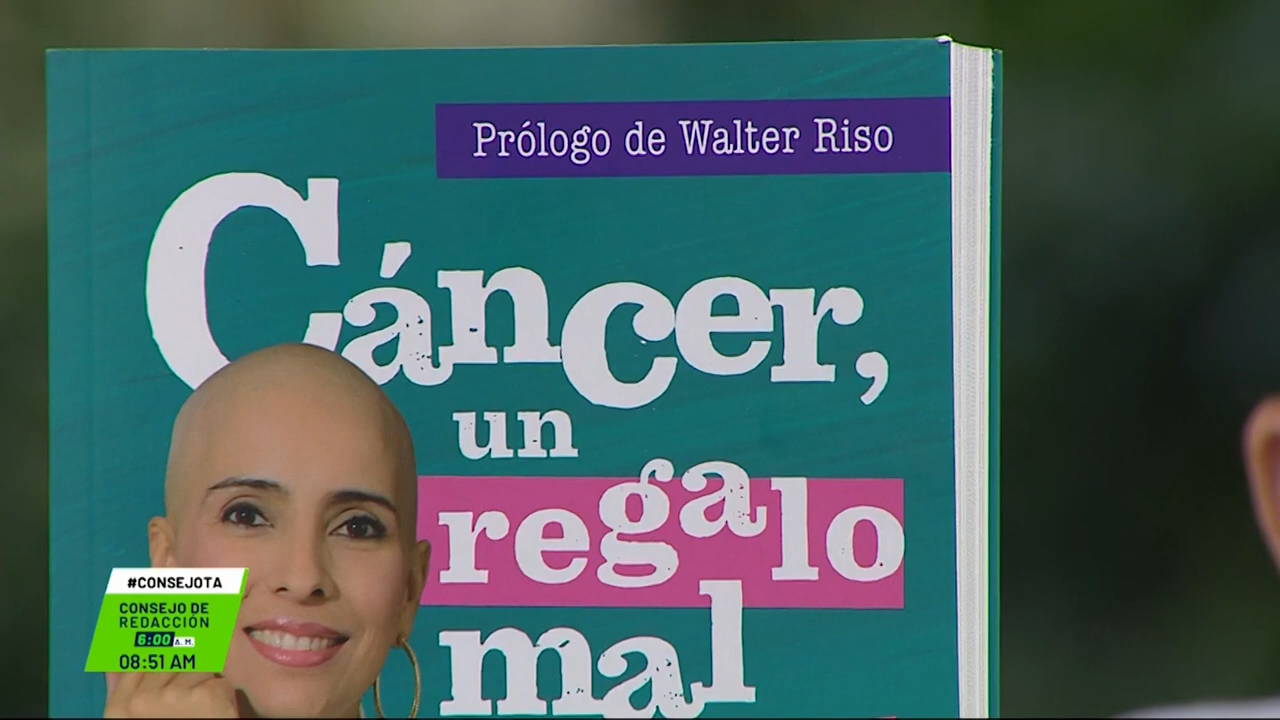 Prólogo de Walter Riso
Cáncer,
un
regalo
mal
#CONSEJOTA
CONSEJO DE
REDACCIÓN
6:00 A. M.
08:51 AM